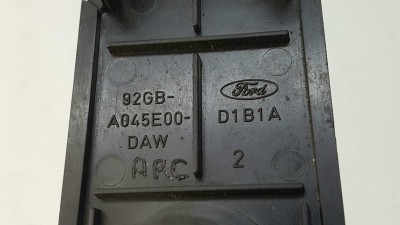 92GB-
A045E00-
DAW
ARC
Ford
D1B1A
2